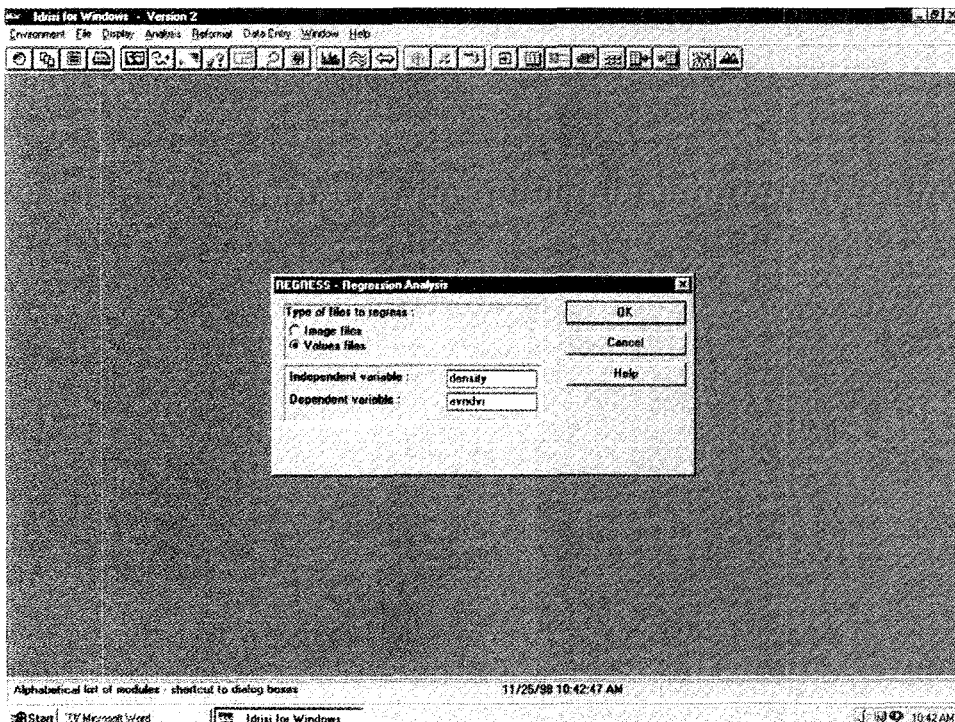 Idrisi for Windows - Version 2
Environment File Display Analysis Reformat Data Entry Window Help
REGRESS - Regression Analysis
Type of files to regress :
Image files
Values files
Independent variable : density
Dependent variable : avndvi
OK
Cancel
Help
Alphabetical list of modules - shortcut to dialog boxes 11/25/98 10:42:47 AM
Start Microsoft Word Idrisi for Windows 10:42 AM